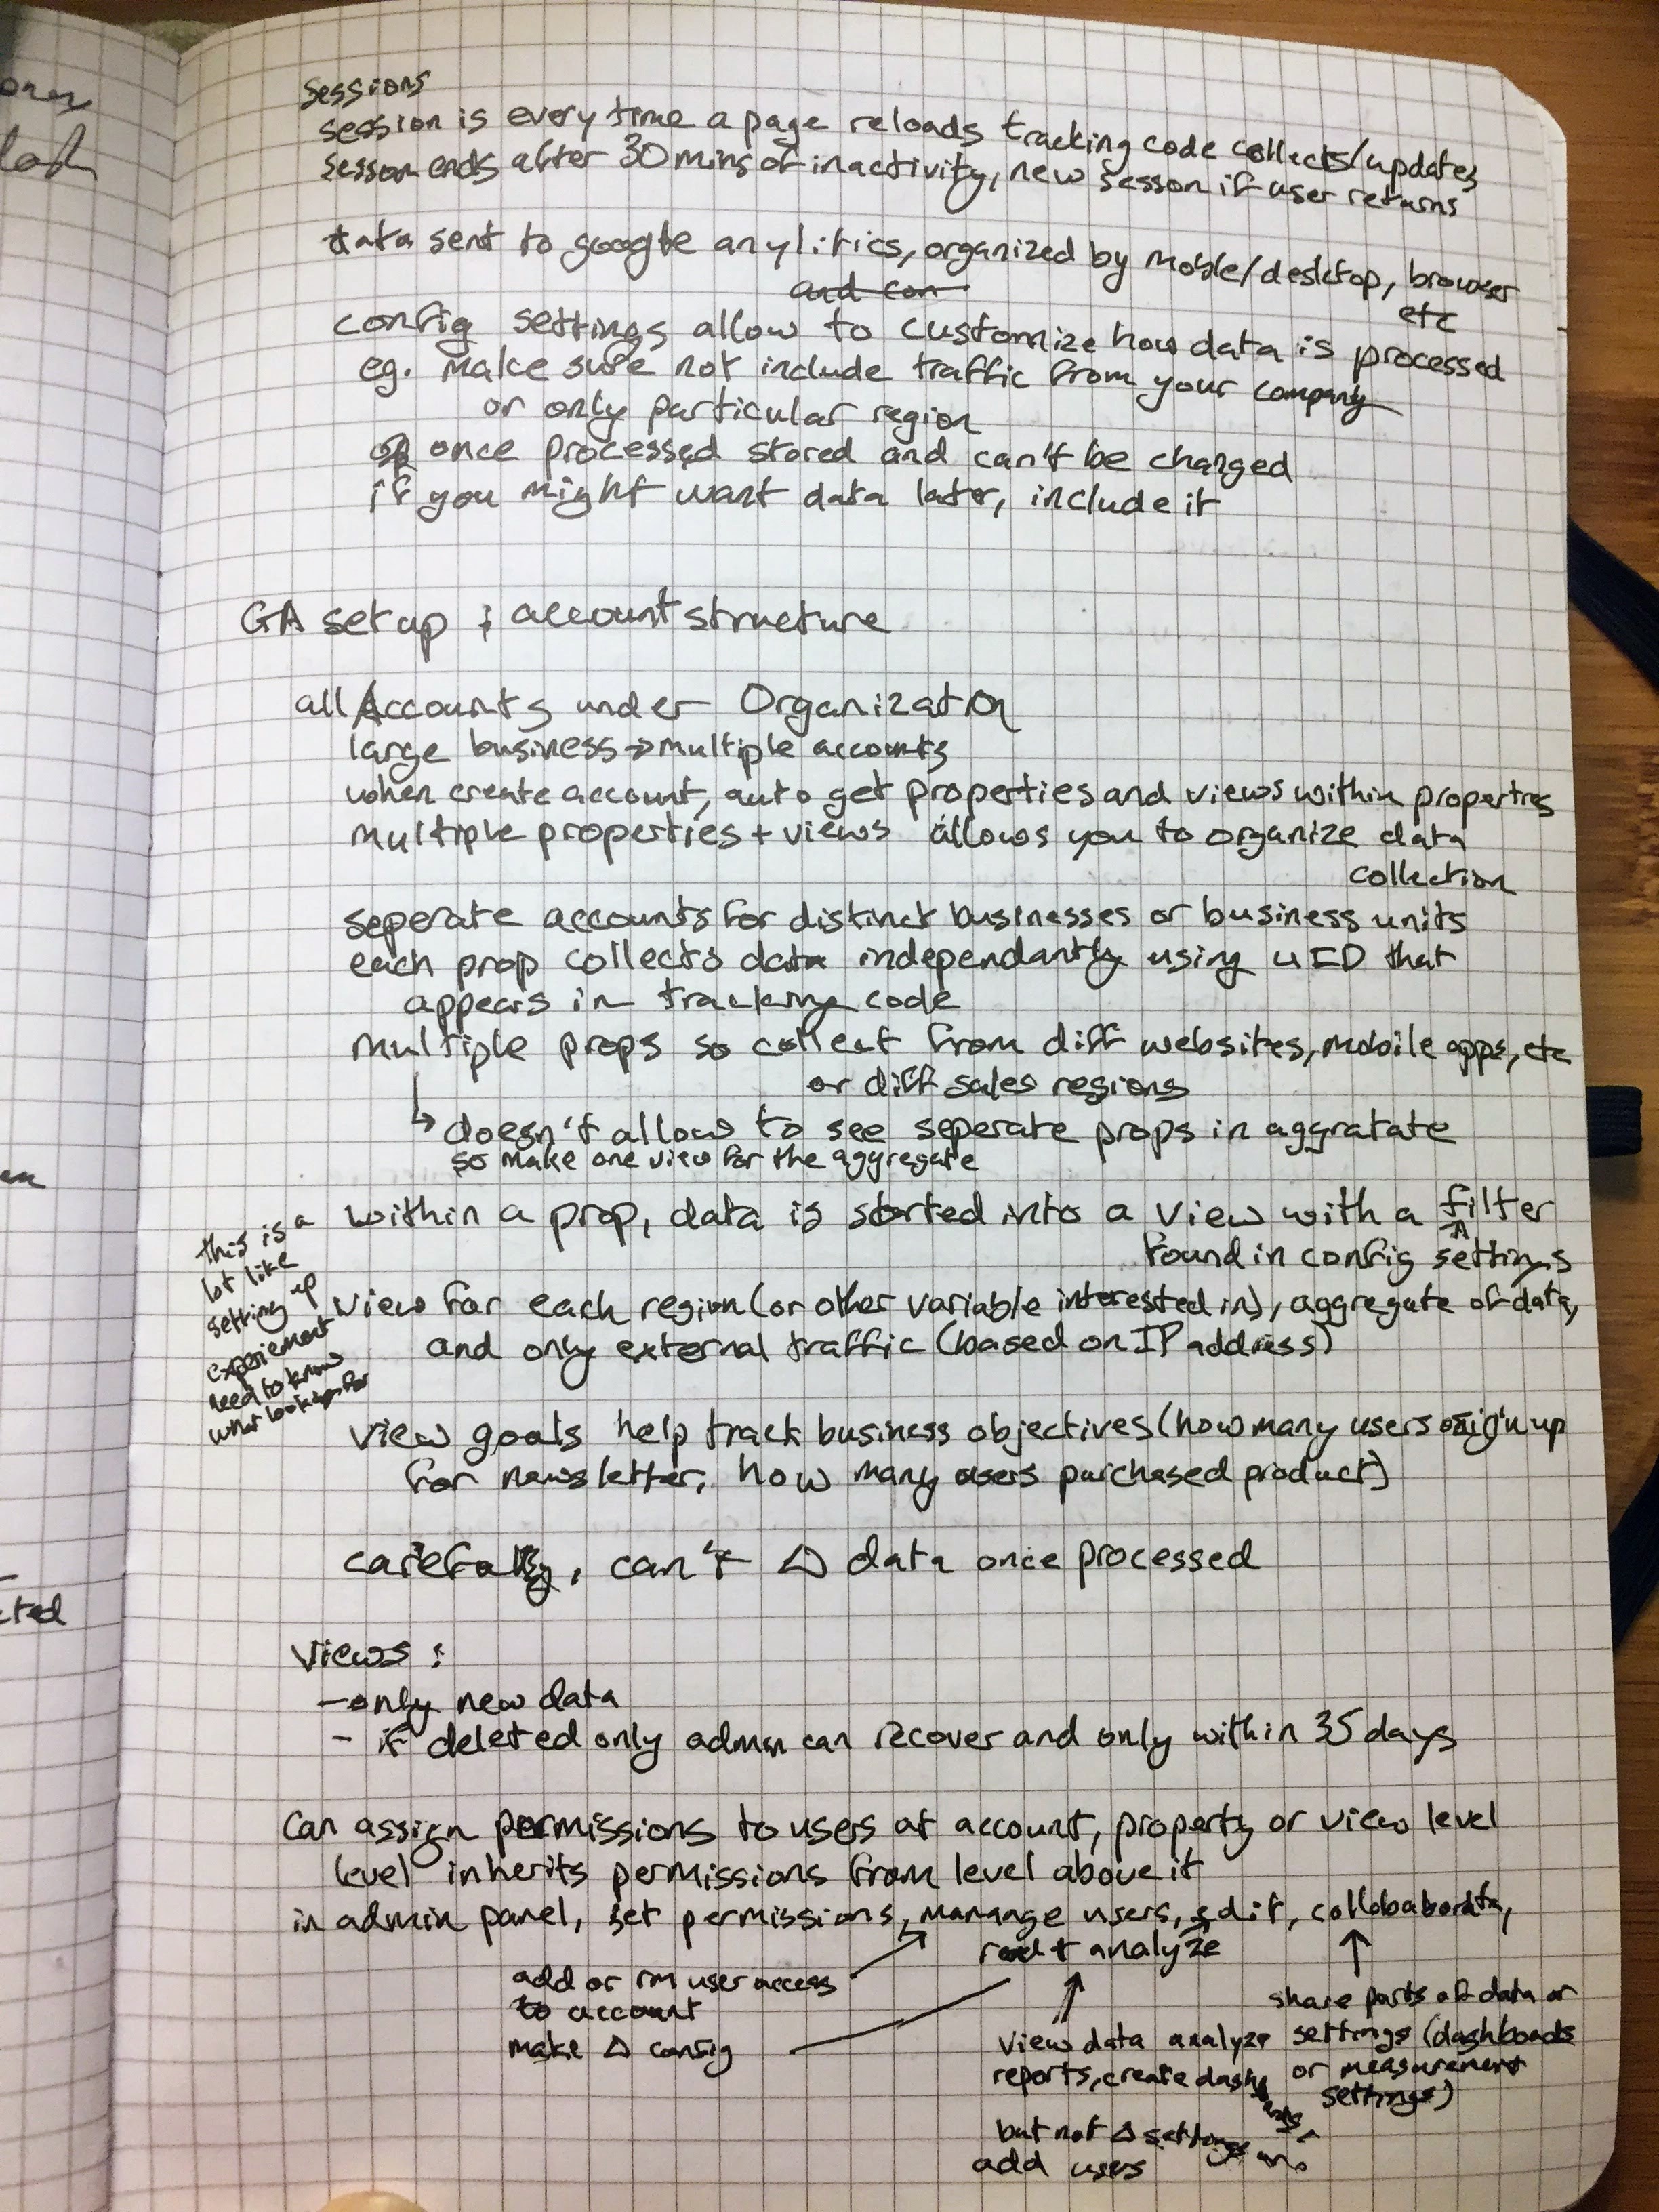 ones
Sessions
session is every time a page reloads tracking code collects/updates
session ends after 30 mins of inactivity, new sesson if user returns
data sent to google anylitics, organized by moble/desktop, browser
etc
and con
config settings allow to customize how data is processed
eg. make sure not include traffic from your company
or only particular region
once processed stored and can't be changed
if you might want data later, include it
GA set up & account structure
all Accounts under Organization
large business → multiple accounts
when create account, auto get properties and views within properties
multiple properties + views allows you to organize data
collection
seperate accounts for distinct businesses or business units
each prop collects data independantly using UID that
appears in tracking code
multiple props so collect from diff websites, mobile apps, etc
or diff sales regions
↳ doesn't allow to see seperate props in aggratate
so make one view for the aggregate
within a prop, data is storted into a view with a filter
found in config settings
this is a
lot like
setting up
experiement
need to know
what looking for
view for each region (or other variable interested in), aggregate of data,
and only external traffic (based on IP address)
view goals help track business objectives (how many users sign up
for newsletter, how many users purchased product)
carefully, can't Δ data once processed
cted
Views:
- only new data
- if deleted only admin can recover and only within 35 days
can assign permissions to users at account, property or view level
level inherits permissions from level above it
in admin panel, set permissions, manange users, edit,
read + analyze
add or rm user access
to account
make Δ config
view data analyze
reports, create
but not Δ settings or
add users
share parts of data or
settings (dashboads
or measurement
settings)